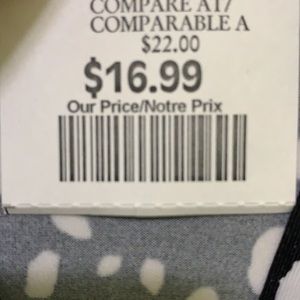 COMPARE AT/
COMPARABLE A
$22.00
$16.99
Our Price/Notre Prix